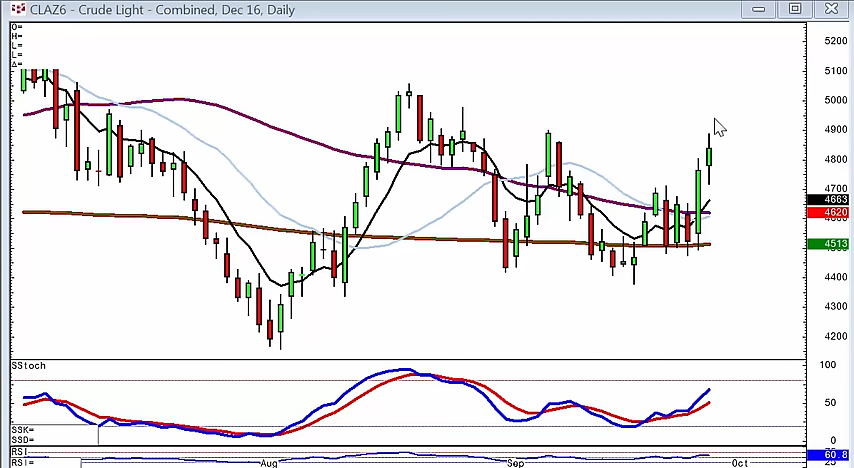 CLAZ6 - Crude Light - Combined, Dec 16, Daily
O=
H=
L=
L=
Δ=
5200
5100
5000
4900
4800
4700
4663
4620
4513
4400
4300
4200
SStoch
100
50
0
SSK=
SSD=
RSI
RSI=
60.8
25
Aug
Sep
Oct